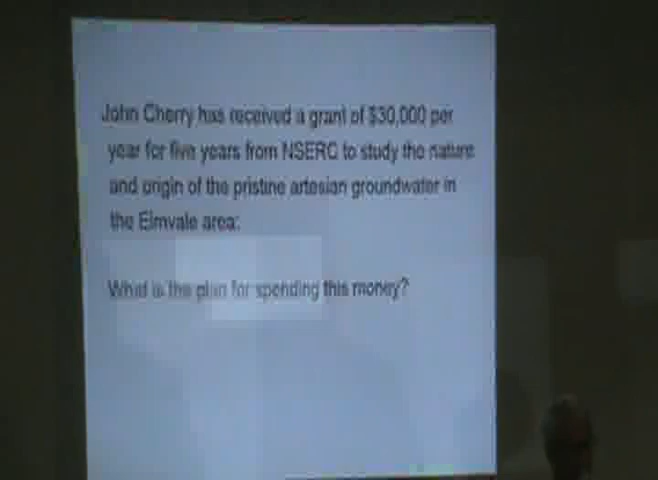 John Cherry has received a grant of $30,000 per
year for five years from NSERC to study the nature
and origin of the pristine artesian groundwater in
the Elmvale area:
What is the plan for spending this money?